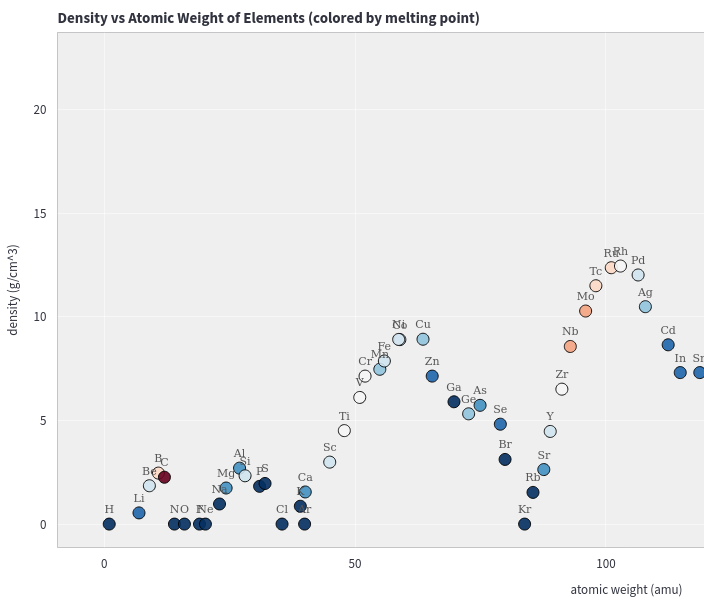 Density vs Atomic Weight of Elements (colored by melting point)
density (g/cm^3)
20
15
10
5
0
0
50
100
atomic weight (amu)
H
Li
Be
B
C
N
O
F
Ne
Na
Mg
Al
Si
P
S
Cl
K
Ar
Ca
Sc
Ti
V
Cr
Mn
Fe
Ni
Co
Cu
Zn
Ga
Ge
As
Se
Br
Kr
Rb
Sr
Y
Zr
Nb
Mo
Tc
Ru
Rh
Pd
Ag
Cd
In